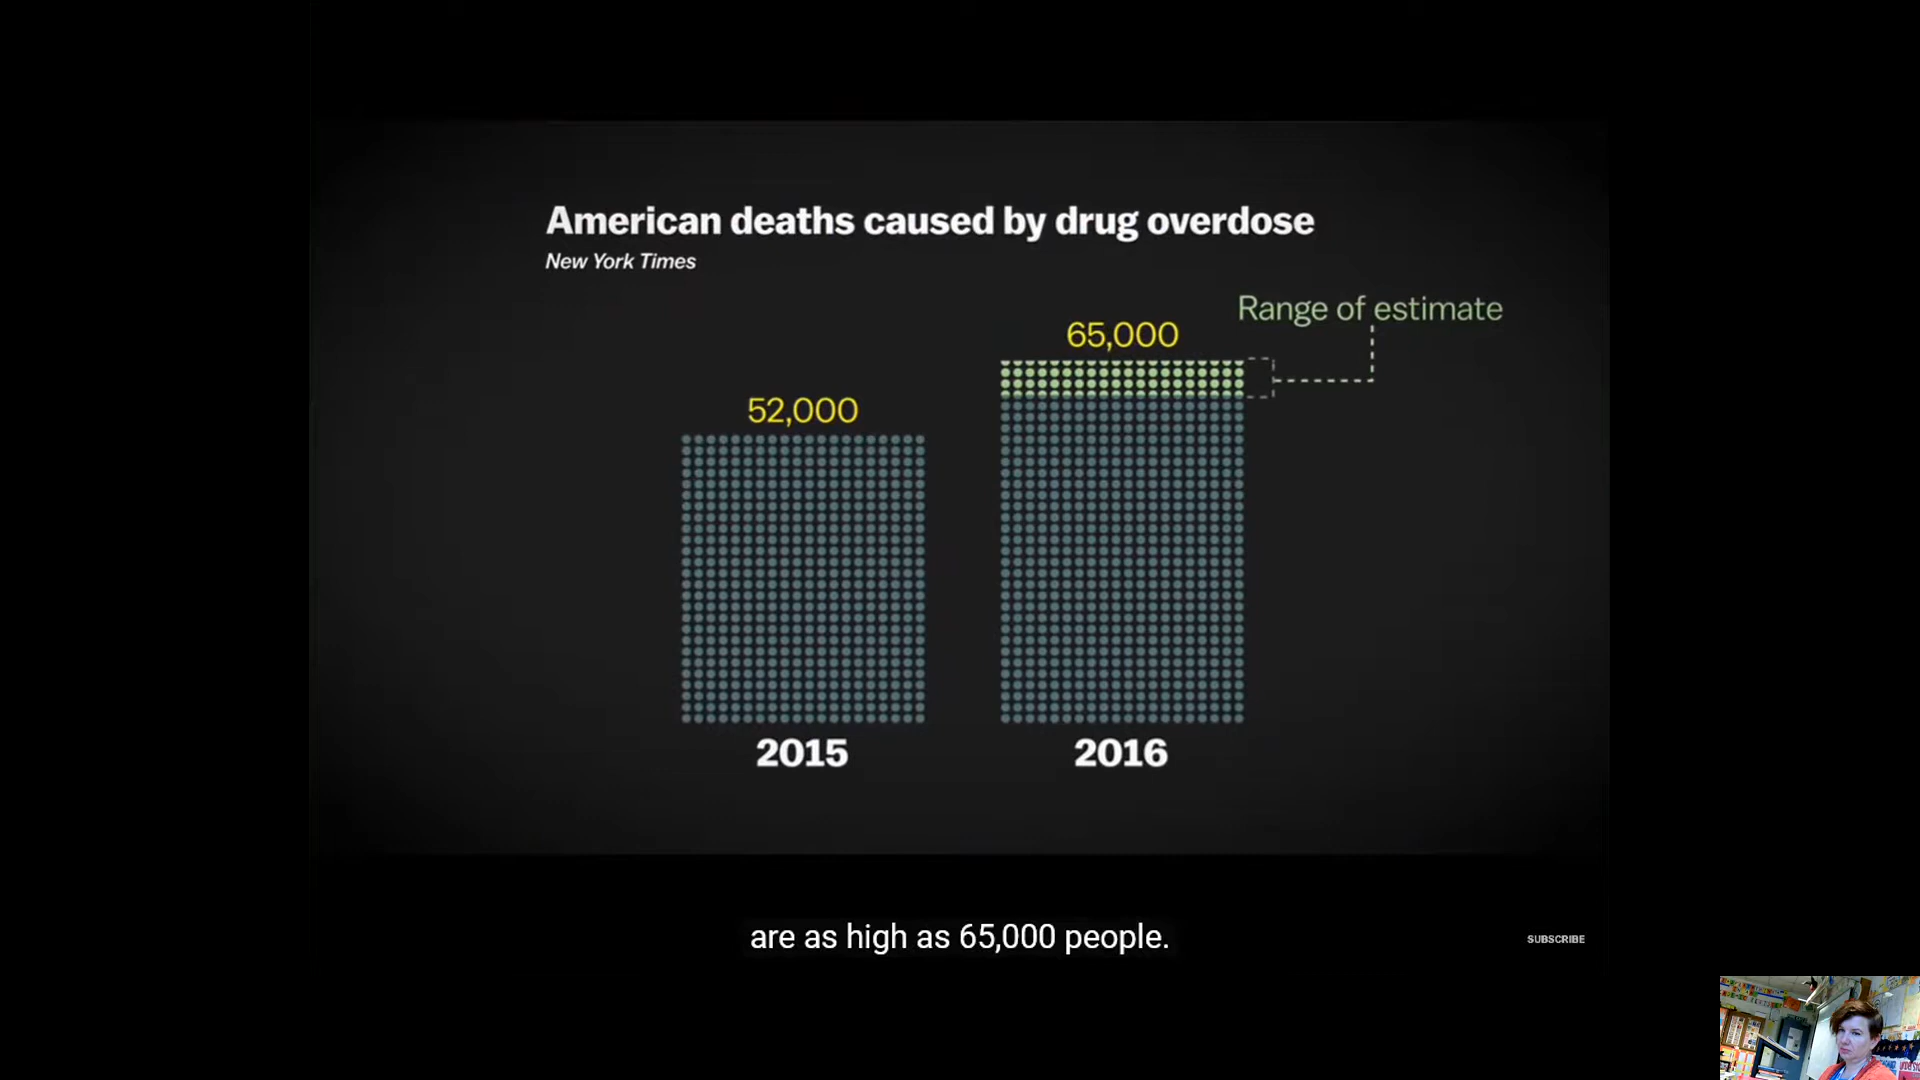 American deaths caused by drug overdose
New York Times
Range of estimate
65,000
52,000
2015
2016
are as high as 65,000 people.
SUBSCRIBE